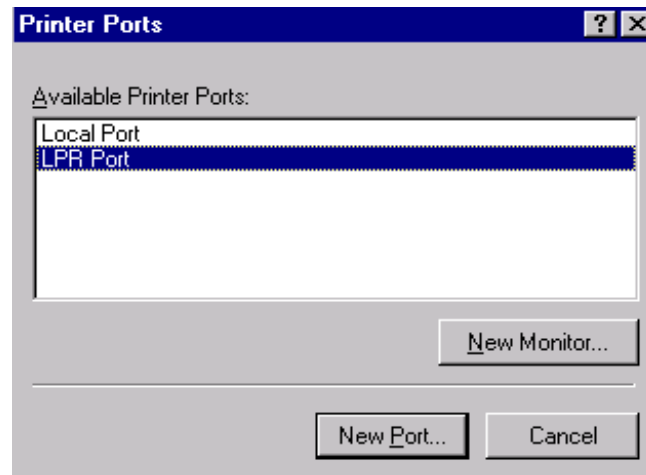 Printer Ports
Available Printer Ports:
Local Port
LPR Port
New Monitor...
New Port...
Cancel